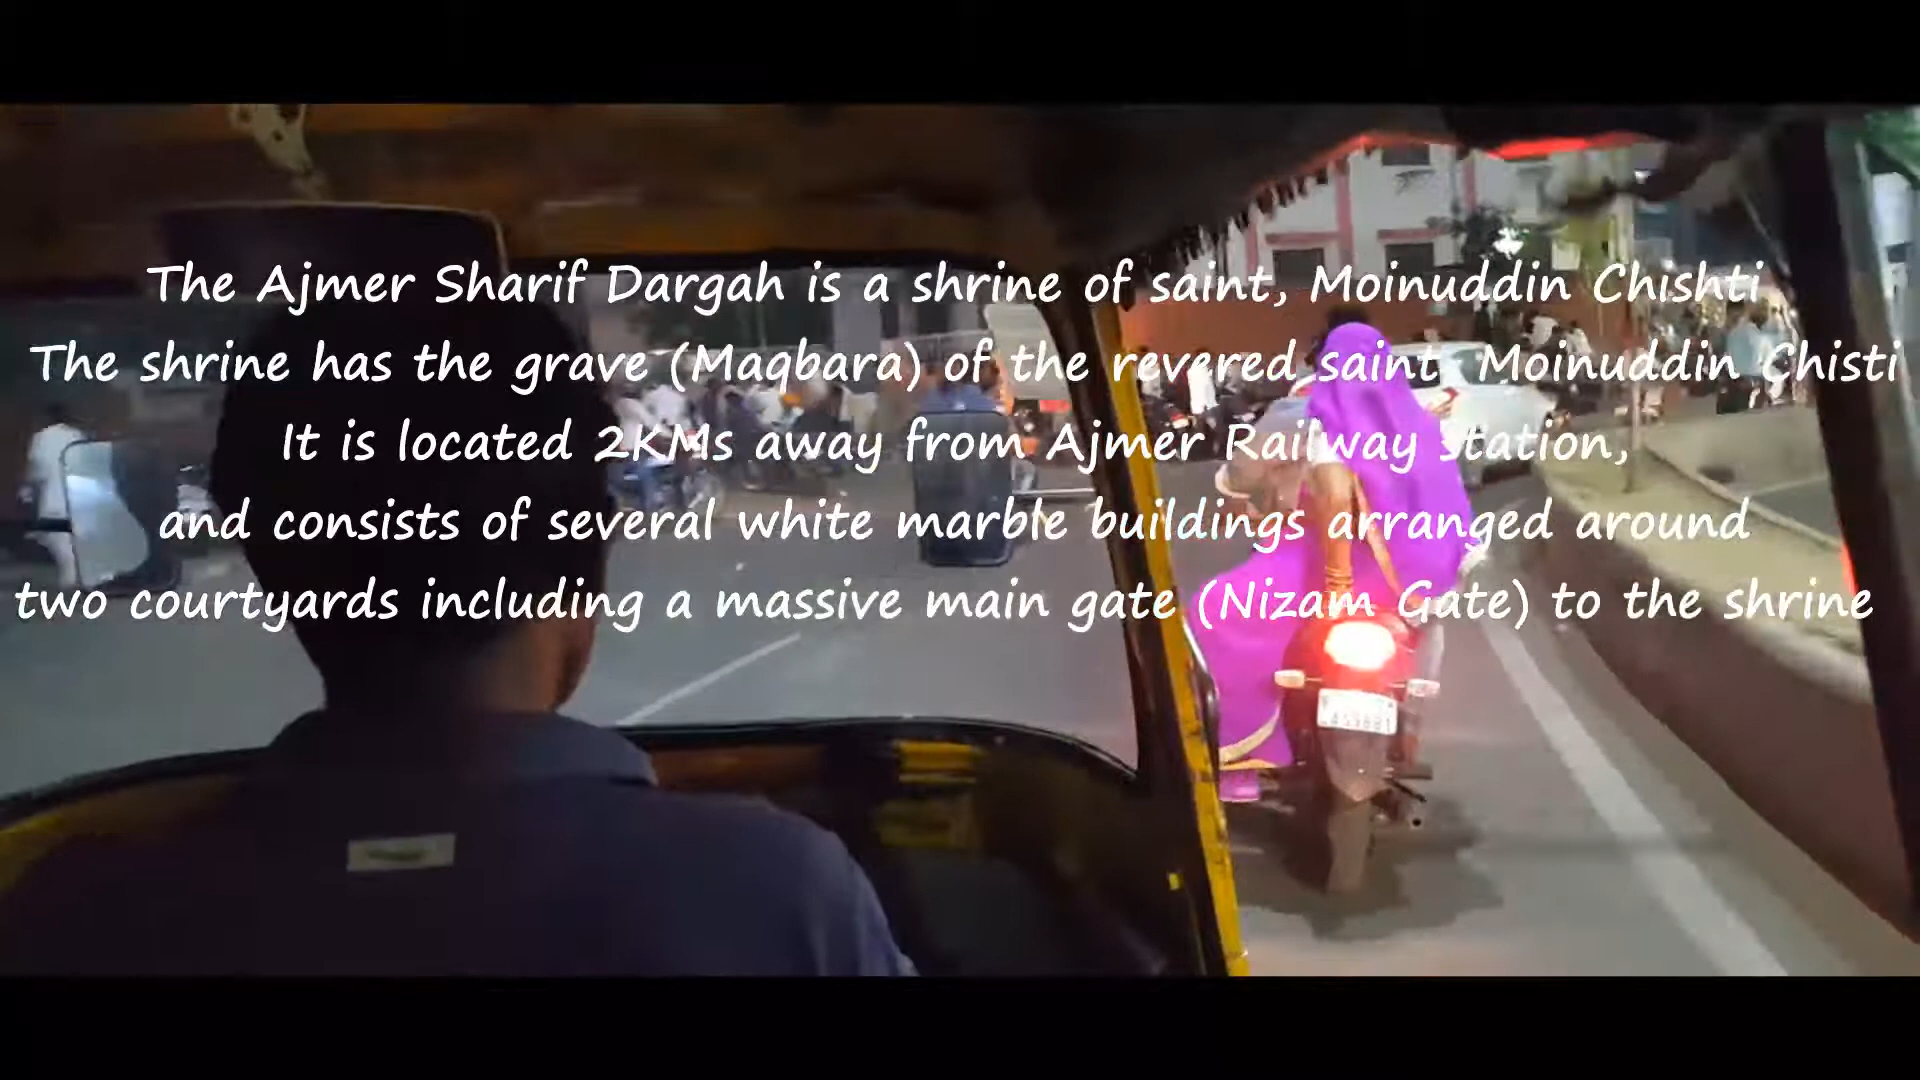 The Ajmer Sharif Dargah is a shrine of saint, Moinuddin Chishti
The shrine has the grave (Maqbara) of the revered saint, Moinuddin Chisti
It is located 2KMs away from Ajmer Railway Station,
and consists of several white marble buildings arranged around
two courtyards including a massive main gate (Nizam Gate) to the shrine